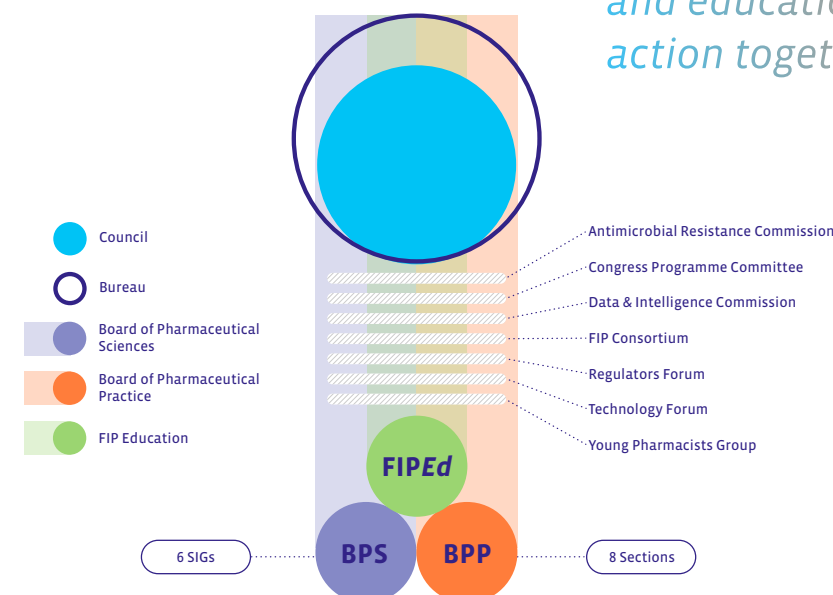 and educatio
action toget
Council
Bureau
Board of Pharmaceutical
Sciences
Board of Pharmaceutical
Practice
FIP Education
Antimicrobial Resistance Commission
Congress Programme Committee
Data & Intelligence Commission
FIP Consortium
Regulators Forum
Technology Forum
Young Pharmacists Group
FIPEd
BPS
BPP
6 SIGs
8 Sections